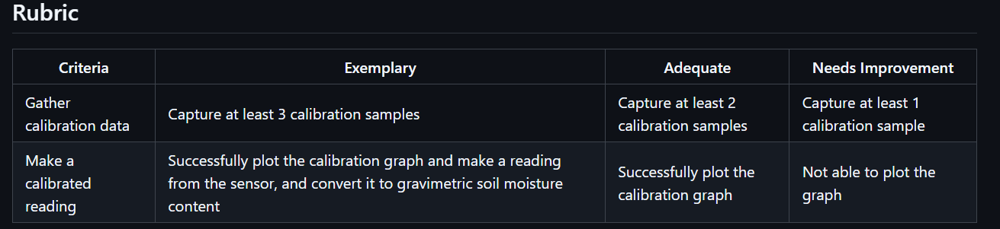 Rubric
Criteria
Exemplary
Adequate
Needs Improvement
Gather
calibration data
Capture at least 3 calibration samples
Capture at least 2
calibration samples
Capture at least 1
calibration sample
Make a
calibrated
reading
Successfully plot the calibration graph and make a reading
from the sensor, and convert it to gravimetric soil moisture
content
Successfully plot the
calibration graph
Not able to plot the
graph